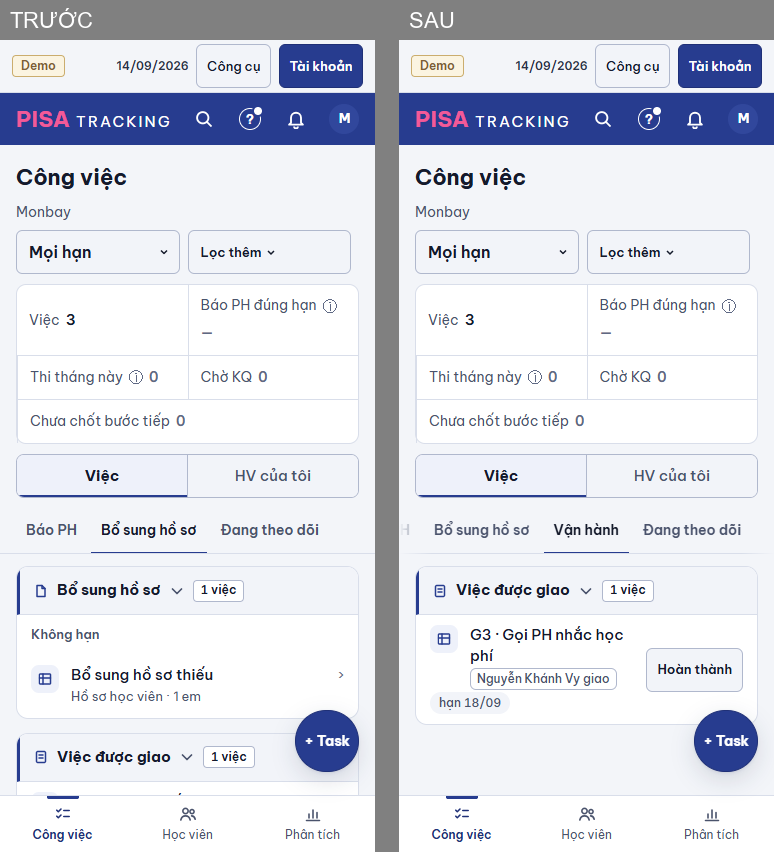 TRƯỚC
Demo
14/09/2026
Công cụ
Tài khoản
PISA TRACKING
?
M
Công việc
Monbay
Mọi hạn
Lọc thêm
Việc 3
Báo PH đúng hạn
—
Thi tháng này 0
Chờ KQ 0
Chưa chốt bước tiếp 0
Việc
HV của tôi
Báo PH
Bổ sung hồ sơ
Đang theo dõi
Bổ sung hồ sơ
1 việc
Không hạn
Bổ sung hồ sơ thiếu
Hồ sơ học viên · 1 em
Việc được giao
1 việc
+ Task
Công việc
Học viên
Phân tích
SAU
Demo
14/09/2026
Công cụ
Tài khoản
PISA TRACKING
?
M
Công việc
Monbay
Mọi hạn
Lọc thêm
Việc 3
Báo PH đúng hạn
—
Thi tháng này 0
Chờ KQ 0
Chưa chốt bước tiếp 0
Việc
HV của tôi
H
Bổ sung hồ sơ
Vận hành
Đang theo dõi
Việc được giao
1 việc
G3 · Gọi PH nhắc học
phí
Nguyễn Khánh Vy giao
hạn 18/09
Hoàn thành
+ Task
Công việc
Học viên
Phân tích